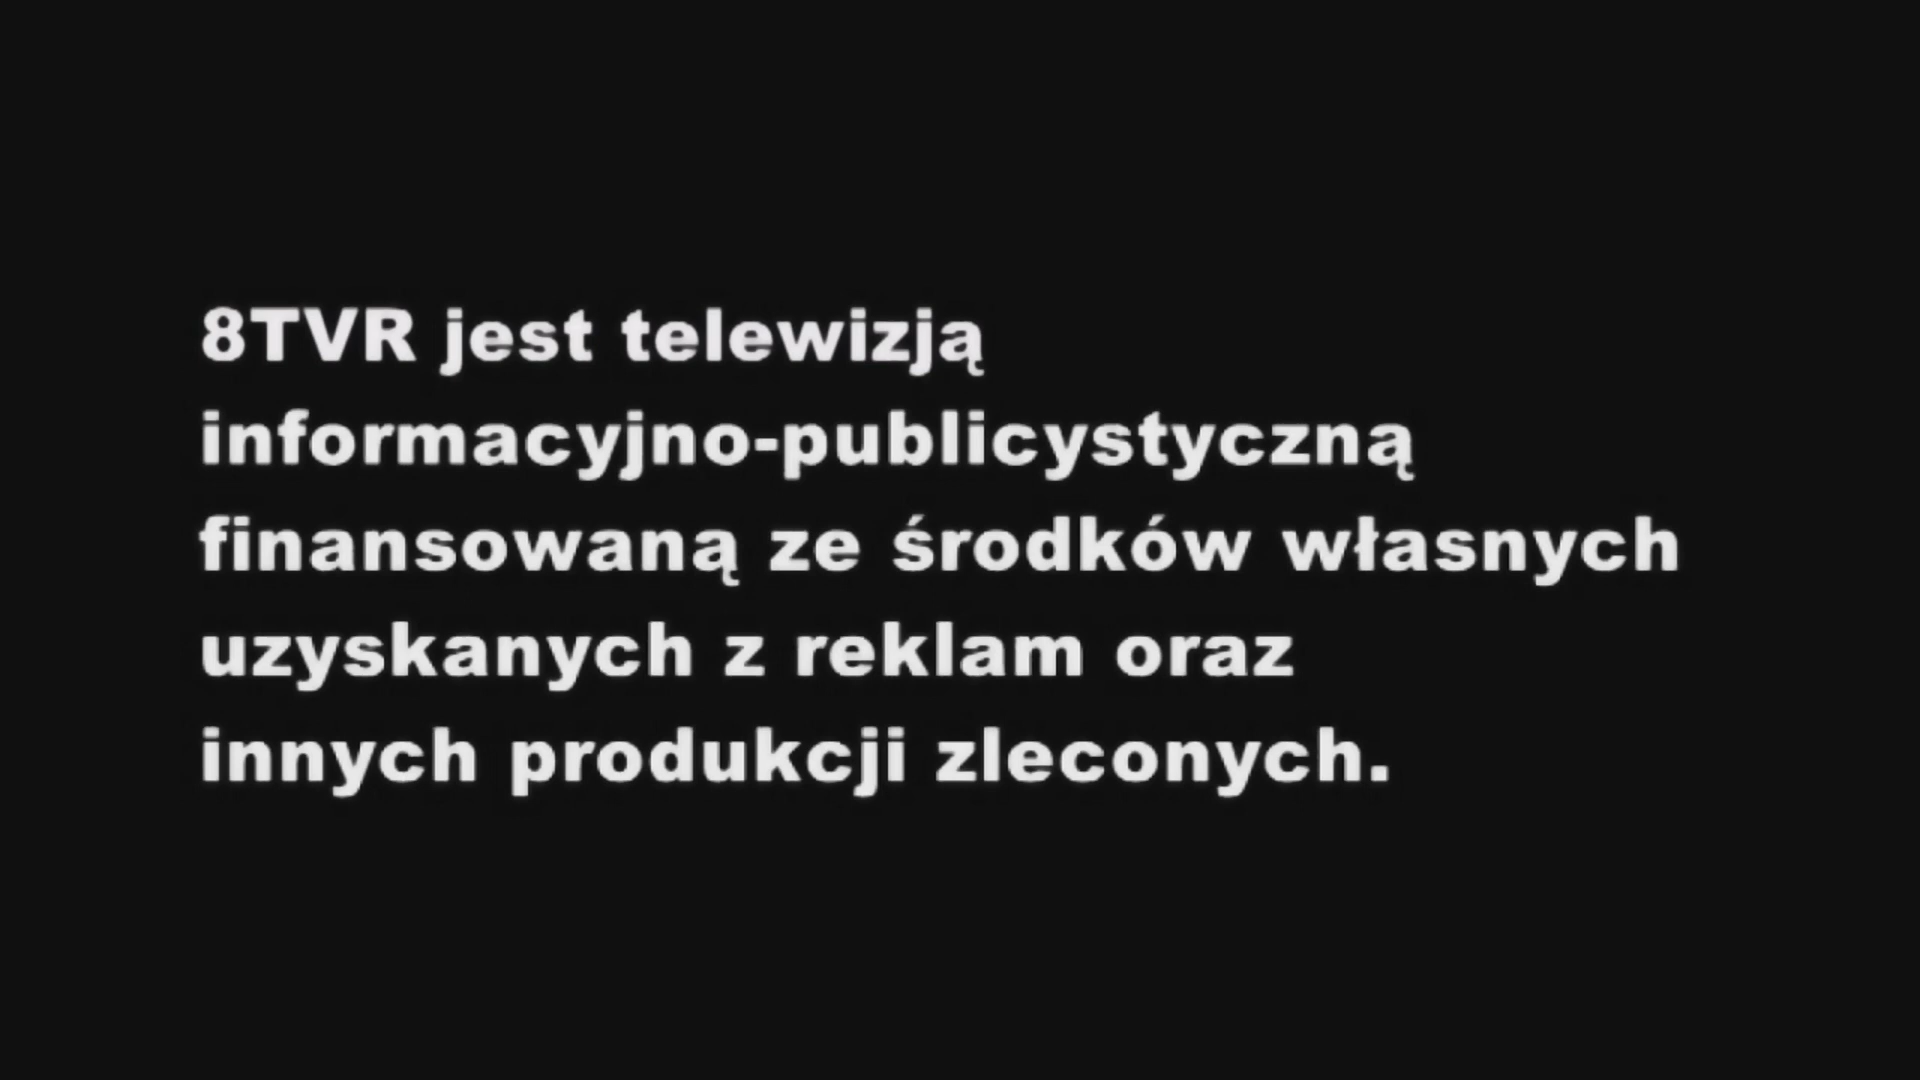 8TVR jest telewizją
informacyjno-publicystyczną
finansowaną ze środków własnych
uzyskanych z reklam oraz
innych produkcji zleconych.